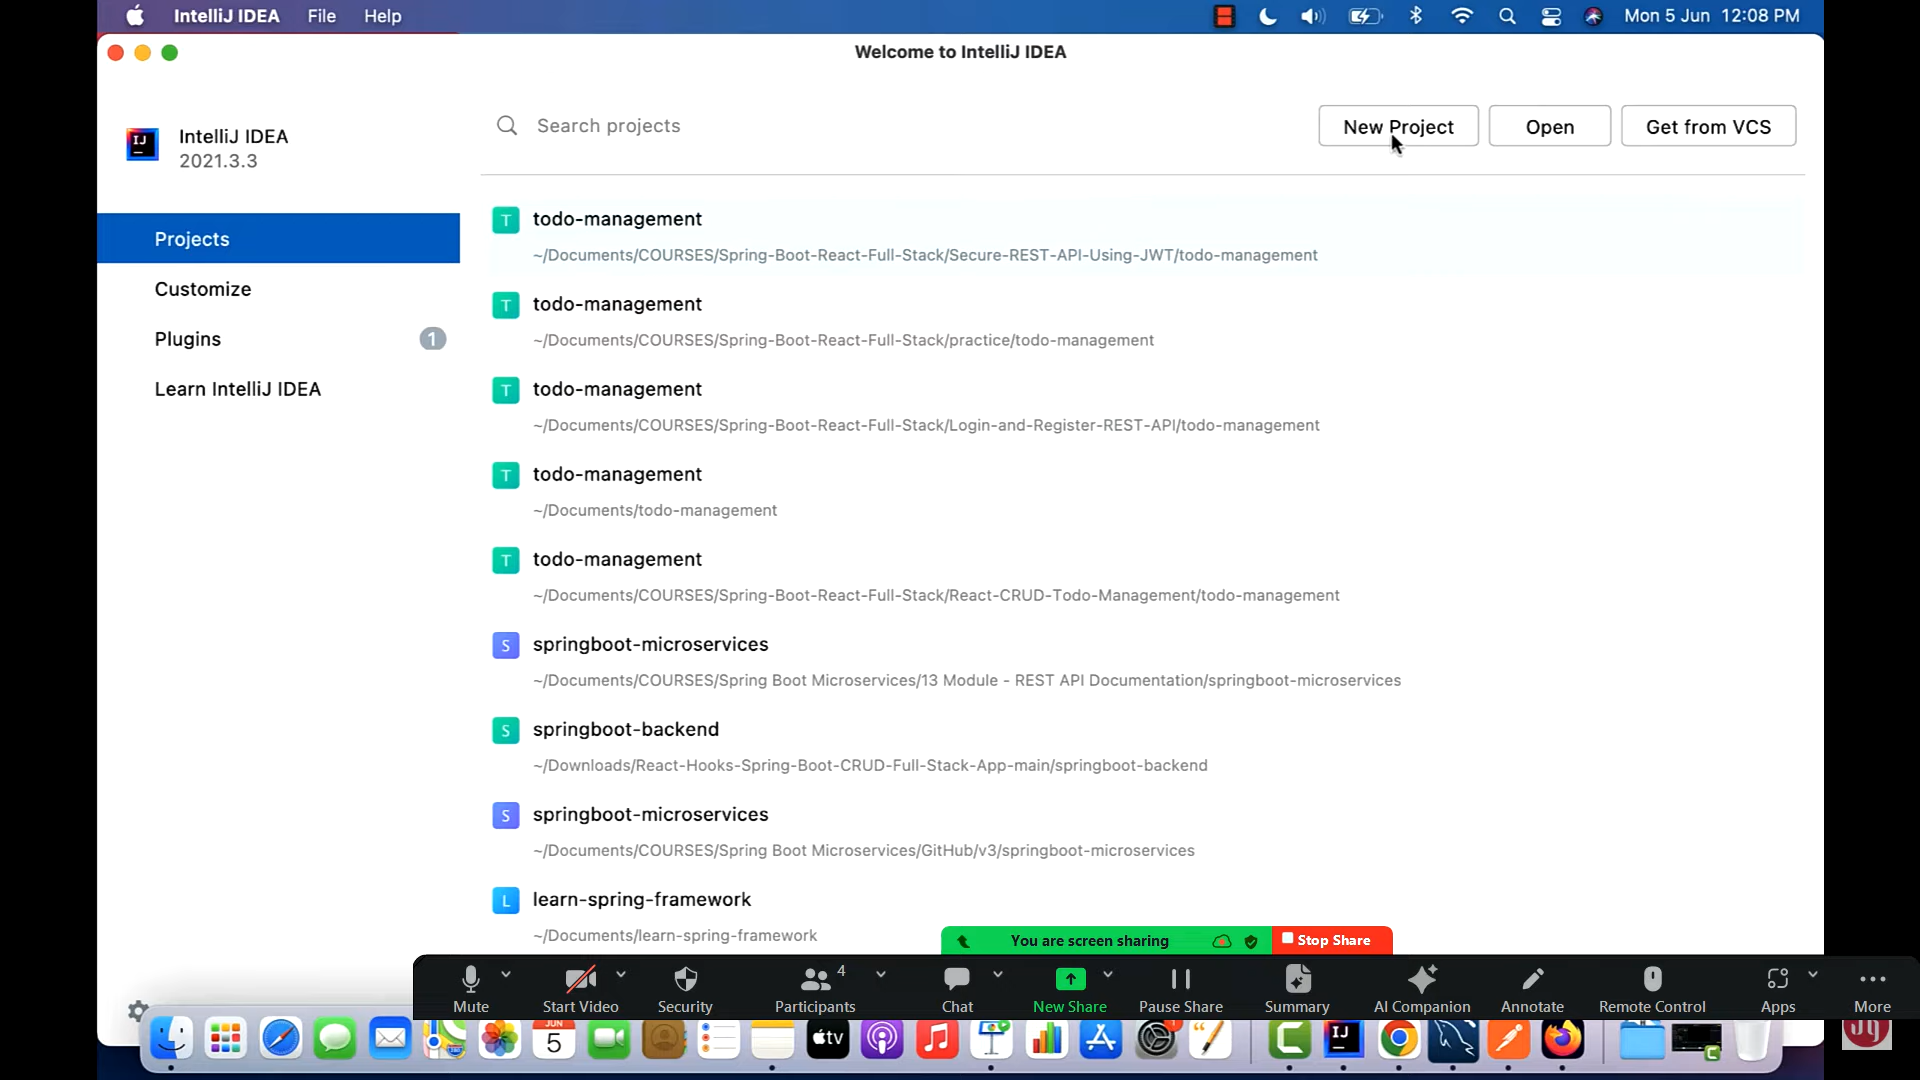 IntelliJ IDEA File Help Mon 5 Jun 12:08 PM
Welcome to IntelliJ IDEA
IJ
IntelliJ IDEA
2021.3.3
Search projects
New Project Open Get from VCS
Projects
Customize
Plugins 1
Learn IntelliJ IDEA
T todo-management
~/Documents/COURSES/Spring-Boot-React-Full-Stack/Secure-REST-API-Using-JWT/todo-management
T todo-management
~/Documents/COURSES/Spring-Boot-React-Full-Stack/practice/todo-management
T todo-management
~/Documents/COURSES/Spring-Boot-React-Full-Stack/Login-and-Register-REST-API/todo-management
T todo-management
~/Documents/todo-management
T todo-management
~/Documents/COURSES/Spring-Boot-React-Full-Stack/React-CRUD-Todo-Management/todo-management
S springboot-microservices
~/Documents/COURSES/Spring Boot Microservices/13 Module - REST API Documentation/springboot-microservices
S springboot-backend
~/Downloads/React-Hooks-Spring-Boot-CRUD-Full-Stack-App-main/springboot-backend
S springboot-microservices
~/Documents/COURSES/Spring Boot Microservices/GitHub/v3/springboot-microservices
L learn-spring-framework
~/Documents/learn-spring-framework
You are screen sharing Stop Share
4
Mute Start Video Security Participants Chat New Share Pause Share Summary AI Companion Annotate Remote Control Apps More
JUN
5
tv
IJ